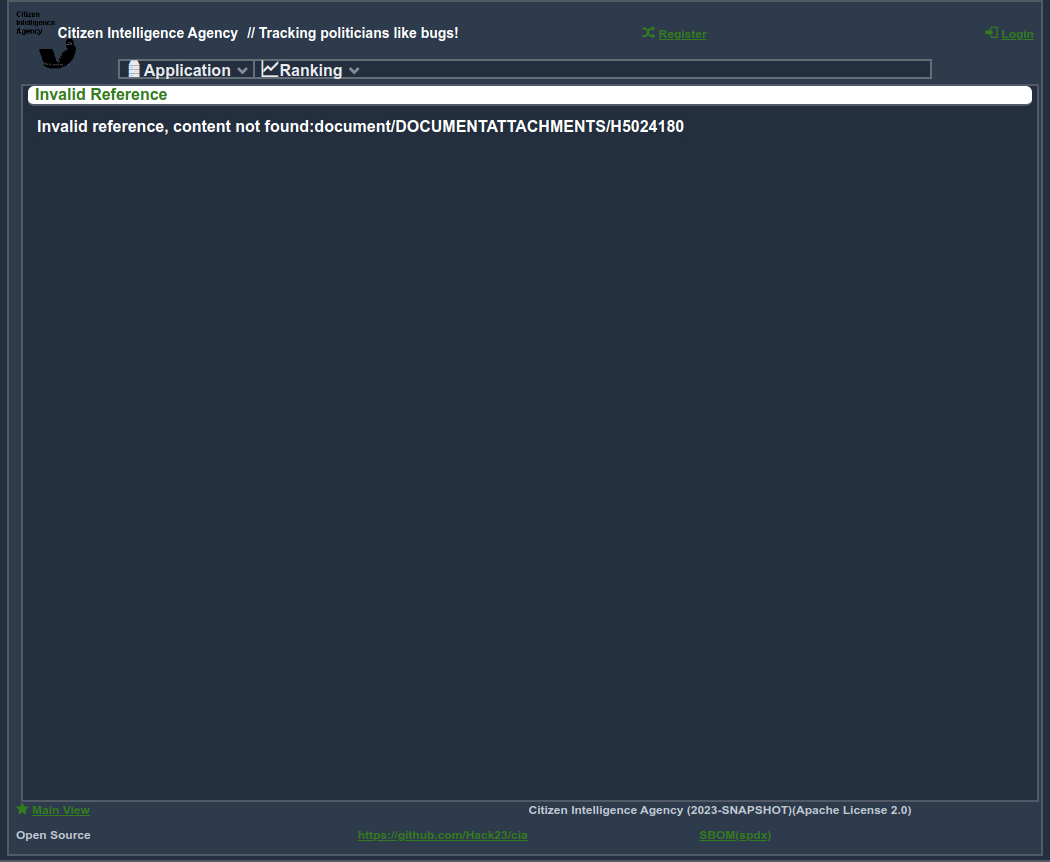 Citizen
Intelligence
Agency
Citizen Intelligence Agency // Tracking politicians like bugs!
Register
Login
Application
Ranking
Invalid Reference
Invalid reference, content not found:document/DOCUMENTATTACHMENTS/H5024180
Main View
Citizen Intelligence Agency (2023-SNAPSHOT)(Apache License 2.0)
Open Source
https://github.com/Hack23/cia
SBOM(spdx)